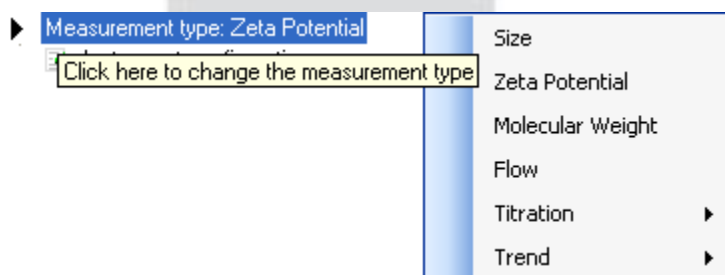 Measurement type: Zeta Potential
Click here to change the measurement type
Size
Zeta Potential
Molecular Weight
Flow
Titration
Trend